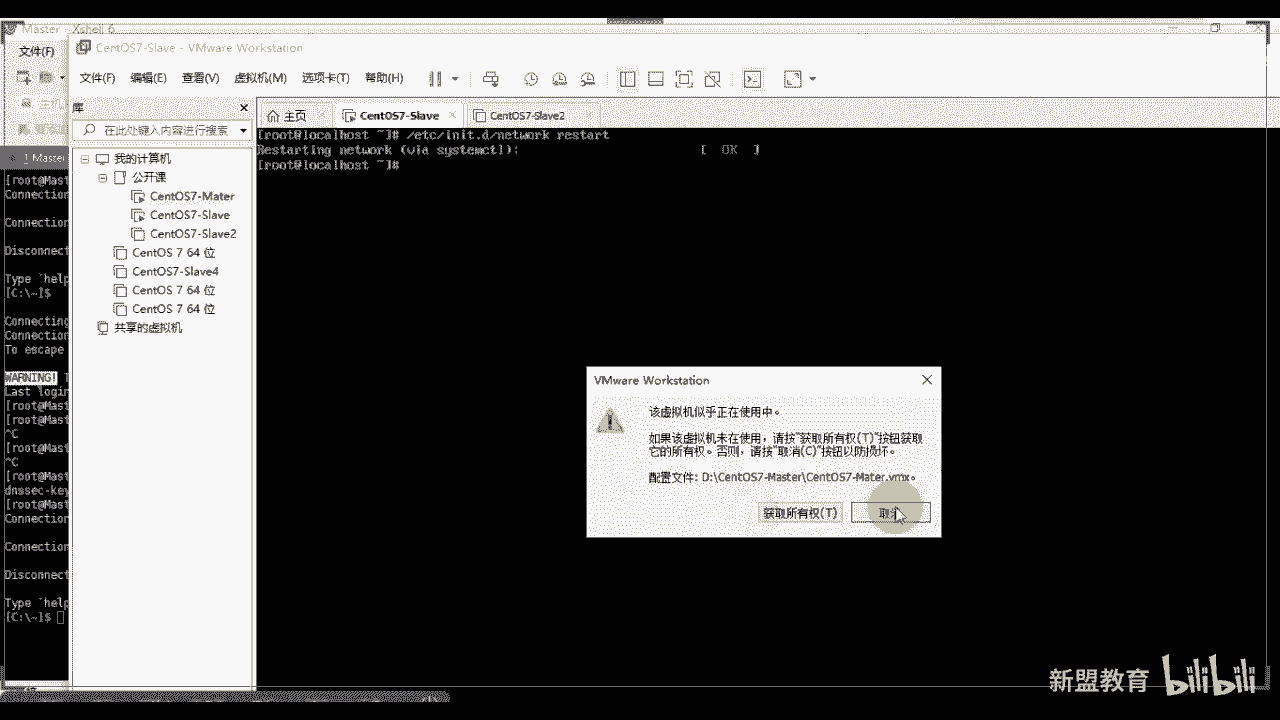 Master - Xshell 6
文件(F)
CentOS7-Slave - VMware Workstation
文件(F) 编辑(E) 查看(V) 虚拟机(M) 选项卡(T) 帮助(H)
库
在此处键入内容进行搜索
主页 CentOS7-Slave CentOS7-Slave2
我的计算机
公开课
CentOS7-Mater
CentOS7-Slave
CentOS7-Slave2
CentOS 7 64 位
CentOS7-Slave4
CentOS 7 64 位
CentOS 7 64 位
共享的虚拟机
[root@localhost ~]# /etc/init.d/network restart
Restarting network (via systemctl): [ OK ]
[root@localhost ~]#
! Master
[root@Mast
Connection
Connection
Disconnect
Type `help
[C:\~]$
Connecting
Connection
To escape
WARNING! T
Last login
[root@Mast
[root@Mast
^C
[root@Mast
^C
[root@Mast
dnssec-key
[root@Mast
Connection
Connection
Disconnect
Type `help
[C:\~]$
VMware Workstation
该虚拟机似乎正在使用中。
如果该虚拟机未在使用，请按"获取所有权(T)"按钮获取
它的所有权。否则，请按"取消(C)"按钮以防损坏。
配置文件: D:\CentOS7-Master\CentOS7-Mater.vmx。
获取所有权(T)
新盟教育 bilibili